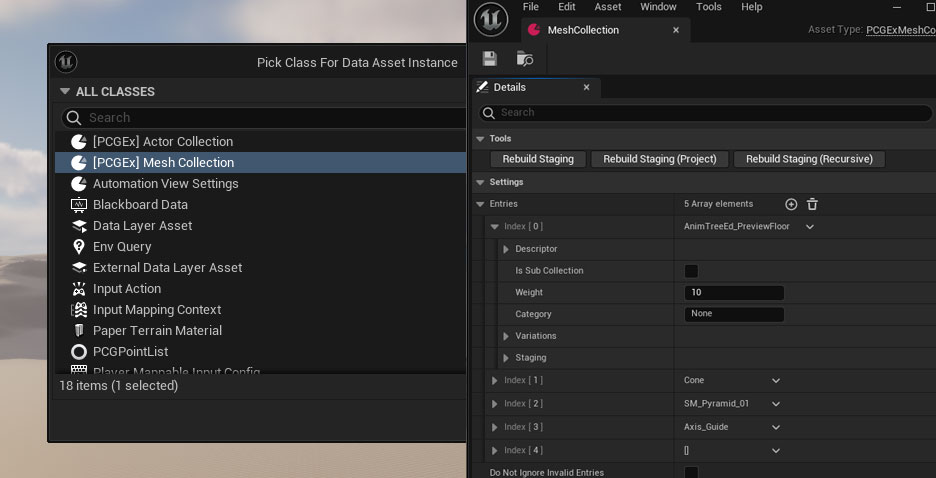 Pick Class For Data Asset Instance
ALL CLASSES
Search
[PCGEx] Actor Collection
[PCGEx] Mesh Collection
Automation View Settings
Blackboard Data
Data Layer Asset
Env Query
External Data Layer Asset
Input Action
Input Mapping Context
Paper Terrain Material
PCGPointList
Player Mappable Input Config
18 items (1 selected)
File Edit Asset Window Tools Help
MeshCollection
Asset Type: PCGExMeshCo
Details
Search
Tools
Rebuild Staging Rebuild Staging (Project) Rebuild Staging (Recursive)
Settings
Entries 5 Array elements
Index [ 0 ] AnimTreeEd_PreviewFloor
Descriptor
Is Sub Collection
Weight 10
Category None
Variations
Staging
Index [ 1 ] Cone
Index [ 2 ] SM_Pyramid_01
Index [ 3 ] Axis_Guide
Index [ 4 ] []
Do Not Ignore Invalid Entries